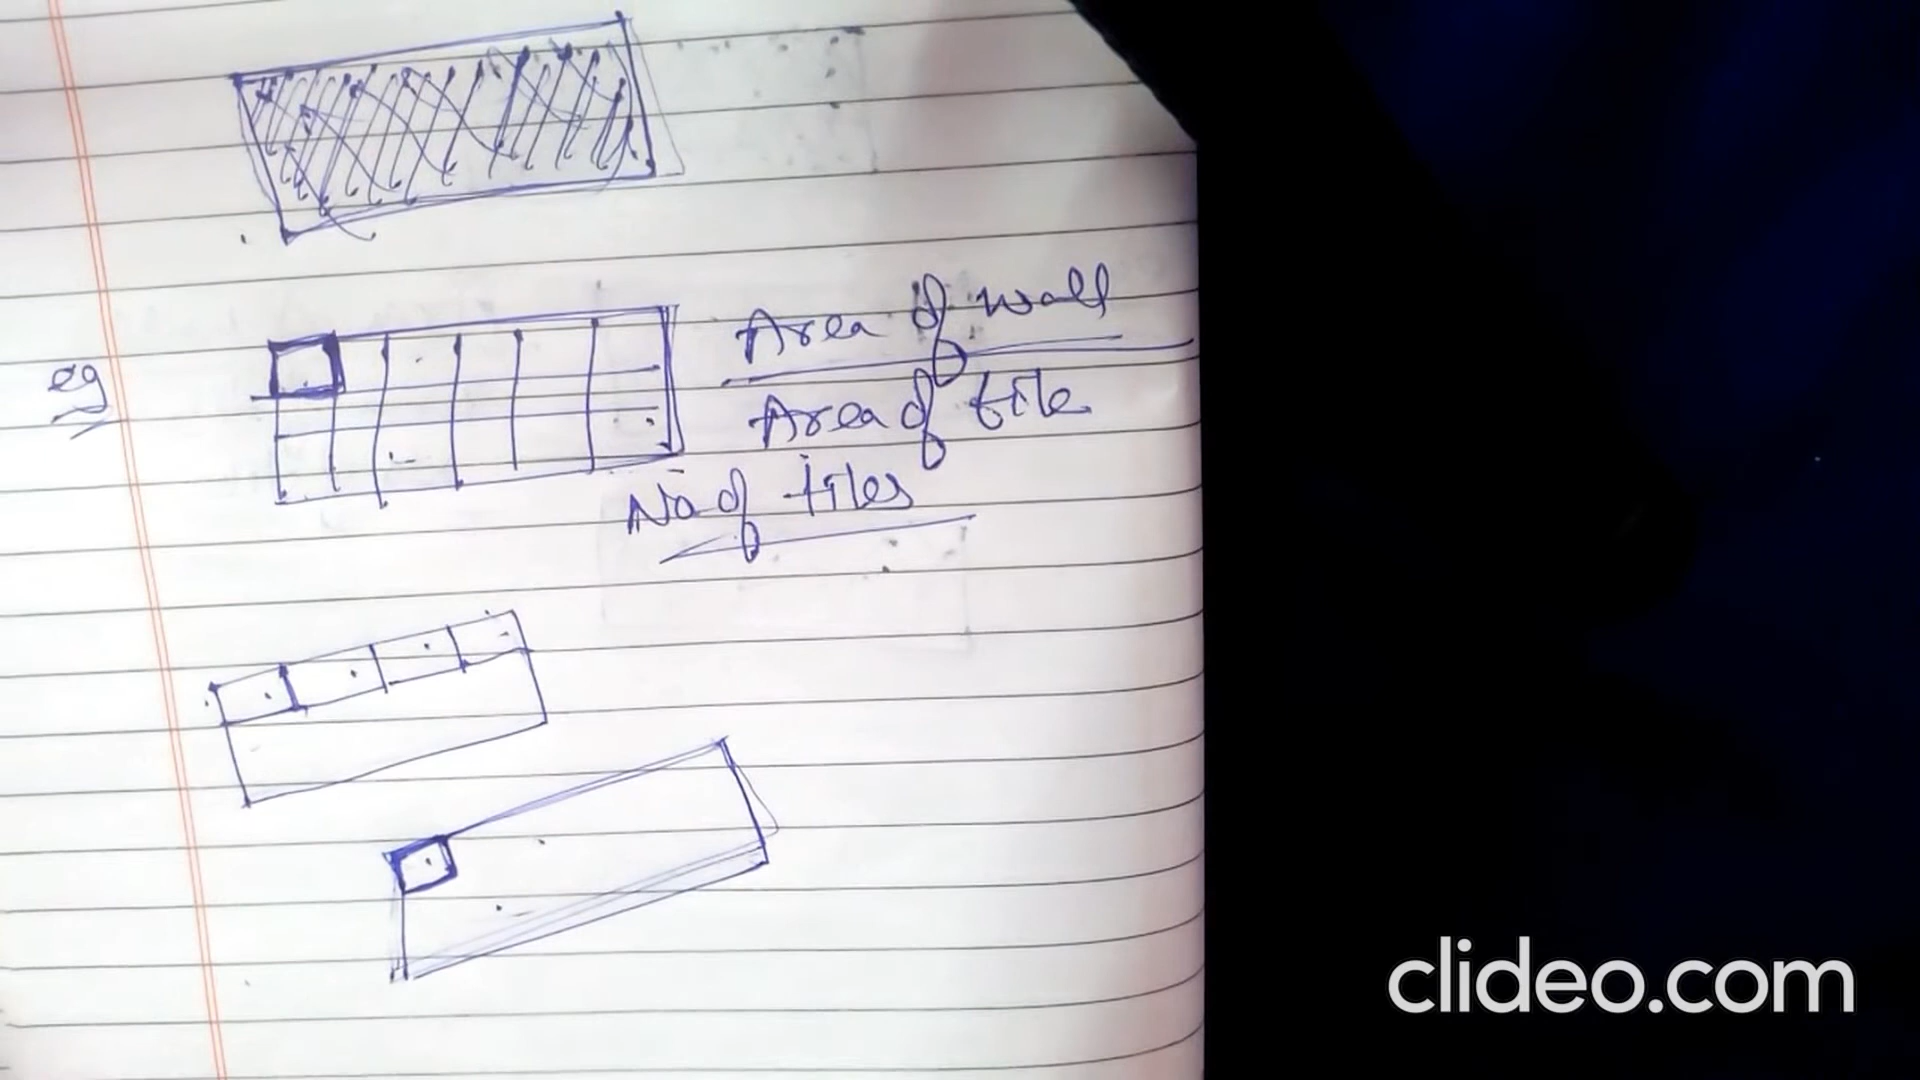 eg
Area of wall
Area of tile
No of tiles
clideo.com